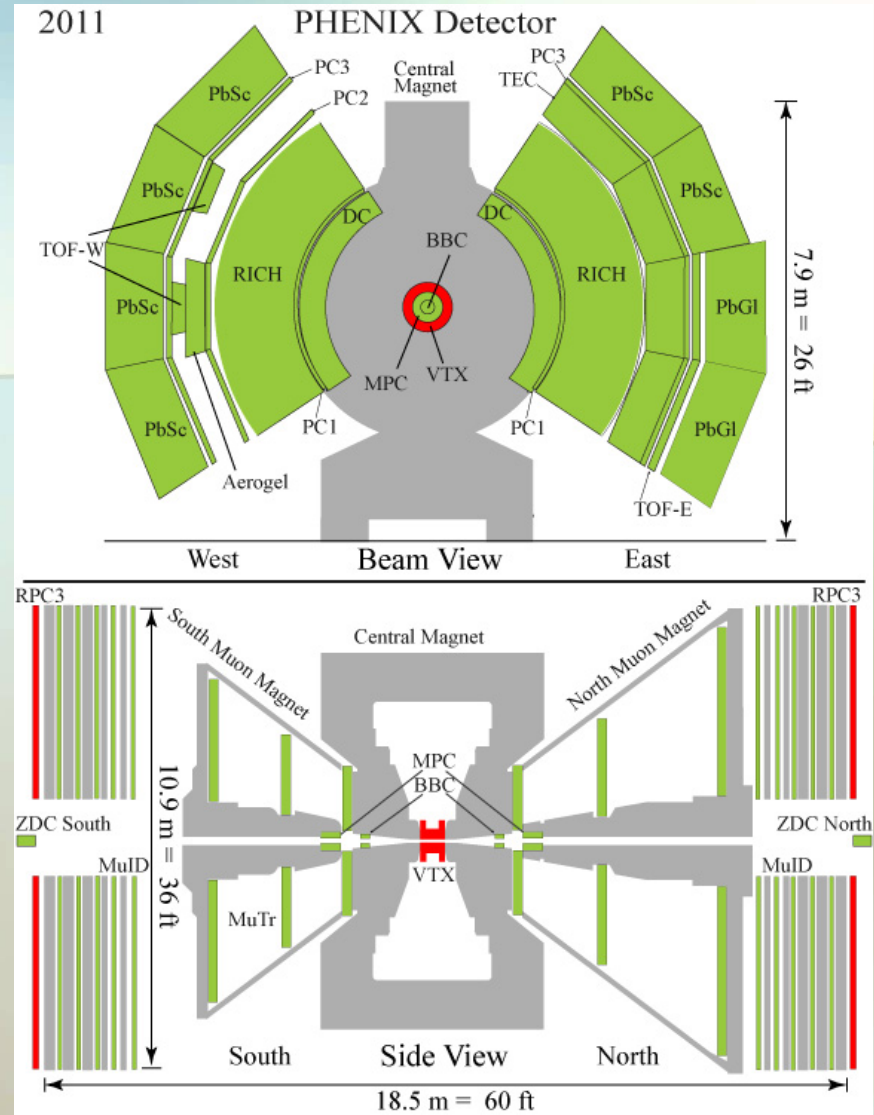 2011
PHENIX Detector
Central
Magnet
PC3
PC2
PbSc
PbSc
TOF-W
PbSc
PbSc
RICH
DC
Aerogel
PC1
MPC
VTX
BBC
DC
PC1
RICH
TEC
PC3
PbSc
PbSc
PbGl
PbGl
TOF-E
7.9 m = 26 ft
West
Beam View
East
RPC3
RPC3
South Muon Magnet
Central Magnet
North Muon Magnet
MPC
BBC
ZDC South
ZDC North
MuID
MuID
10.9 m = 36 ft
VTX
MuTr
South
Side View
North
18.5 m = 60 ft